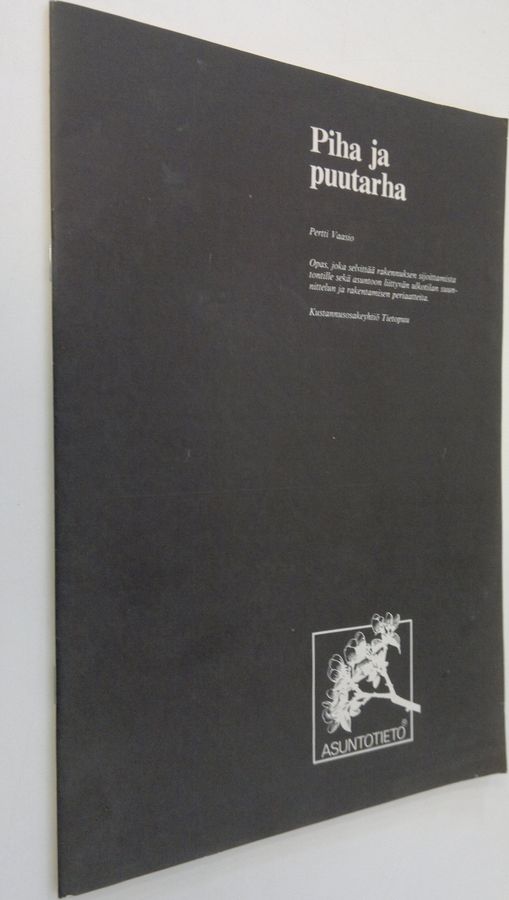 Piha ja
puutarha
Pertti Vaasio
Opas, joka selvittää rakennuksen sijoittamista
tontille sekä asuntoon liittyvän ulkotilan suun-
nittelun ja rakentamisen periaatteita.
Kustannusosakeyhtiö Tietopuu
ASUNTOTIETO®